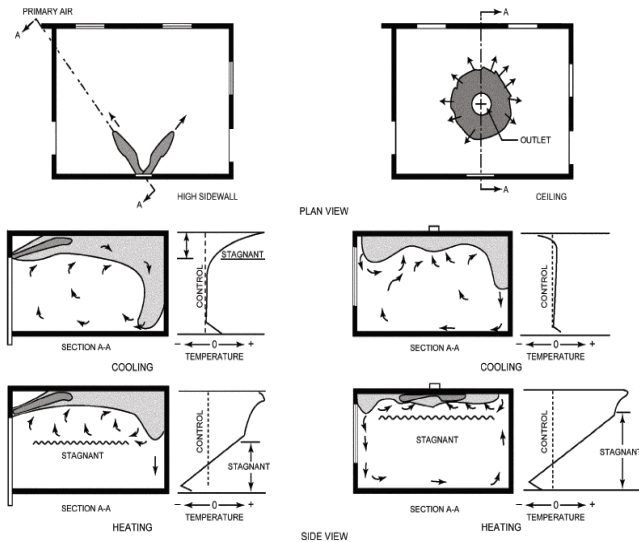 PRIMARY AIR
A
A
HIGH SIDEWALL
A
OUTLET
A
CEILING
PLAN VIEW
STAGNANT
CONTROL
SECTION A-A
− 0 +
TEMPERATURE
COOLING
CONTROL
SECTION A-A
− 0 +
TEMPERATURE
COOLING
STAGNANT
CONTROL
STAGNANT
SECTION A-A
− 0 +
TEMPERATURE
HEATING
STAGNANT
CONTROL
STAGNANT
SECTION A-A
− 0 +
TEMPERATURE
HEATING
SIDE VIEW